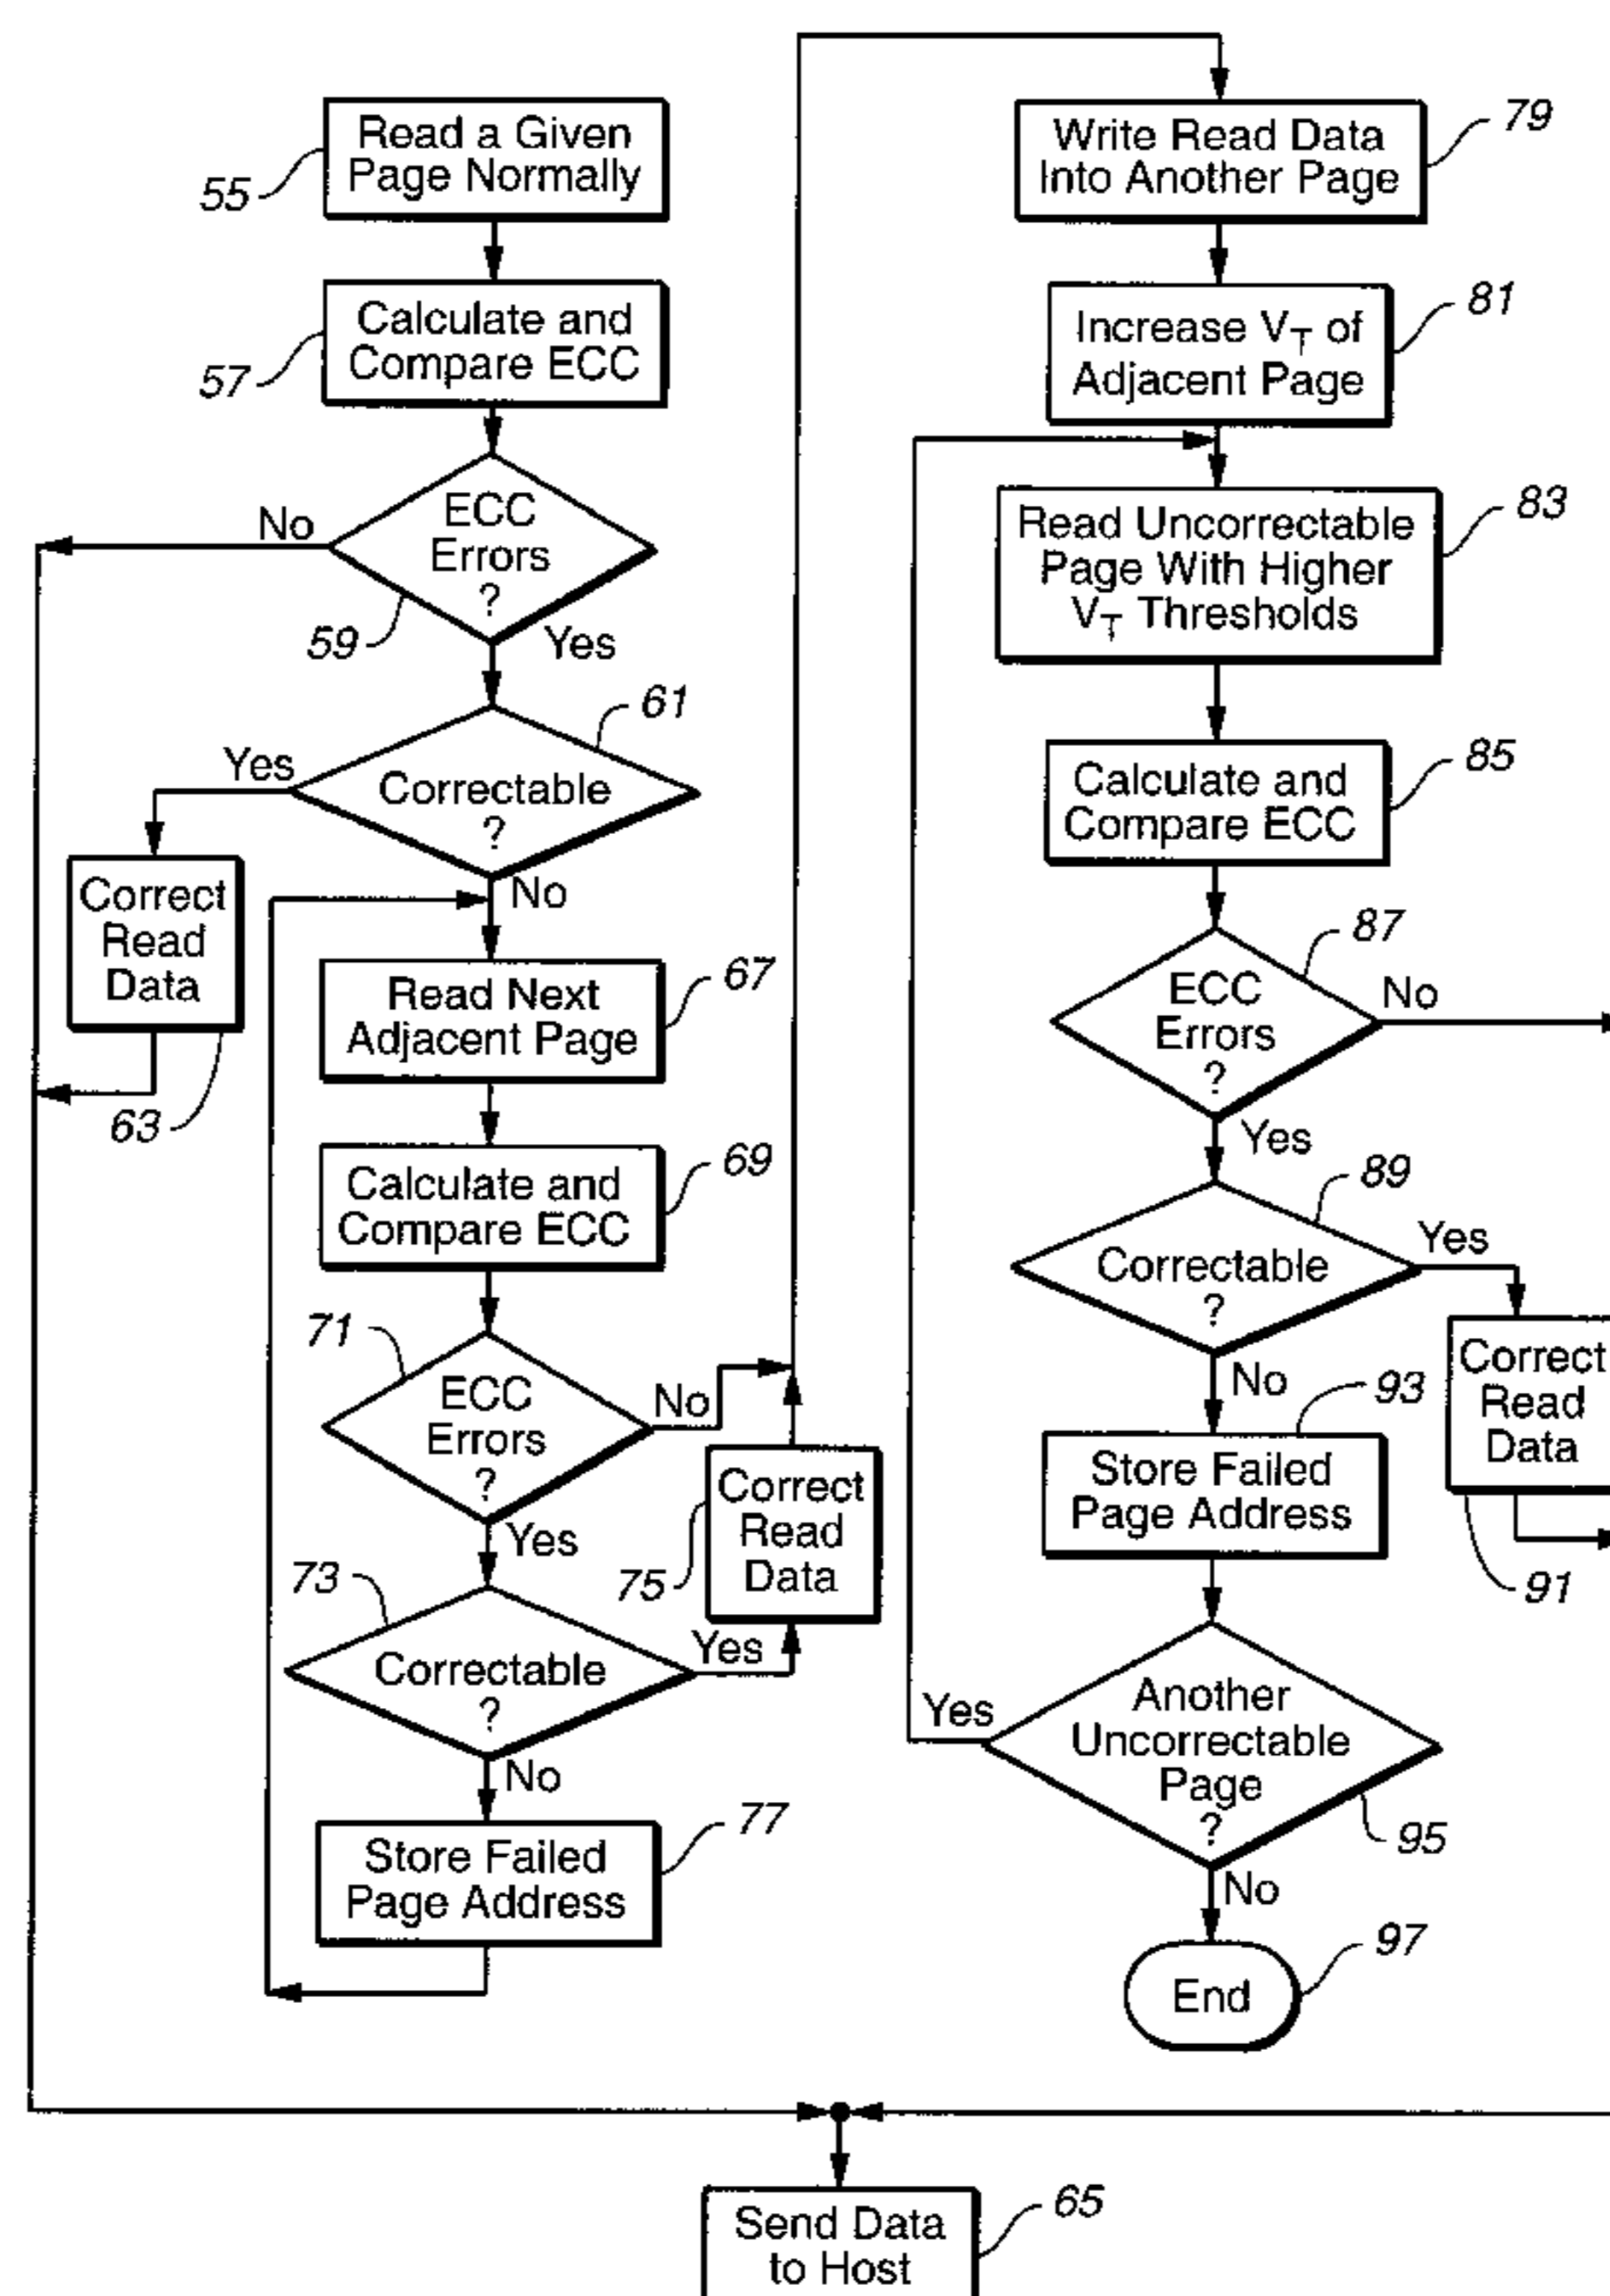 Read a Given
Page Normally
55
Calculate and
Compare ECC
57
ECC
Errors
?
No
Yes
59
Correctable
?
61
Yes
No
Correct
Read
Data
63
Read Next
Adjacent Page
67
Calculate and
Compare ECC
69
ECC
Errors
?
71
No
Yes
Correctable
?
73
Yes
No
Correct
Read
Data
75
Store Failed
Page Address
77
Write Read Data
Into Another Page
79
Increase VT of
Adjacent Page
81
Read Uncorrectable
Page With Higher
VT Thresholds
83
Calculate and
Compare ECC
85
ECC
Errors
?
87
No
Yes
Correctable
?
89
Yes
No
Correct
Read
Data
91
Store Failed
Page Address
93
Another
Uncorrectable
Page
?
95
Yes
No
End
97
Send Data
to Host
65